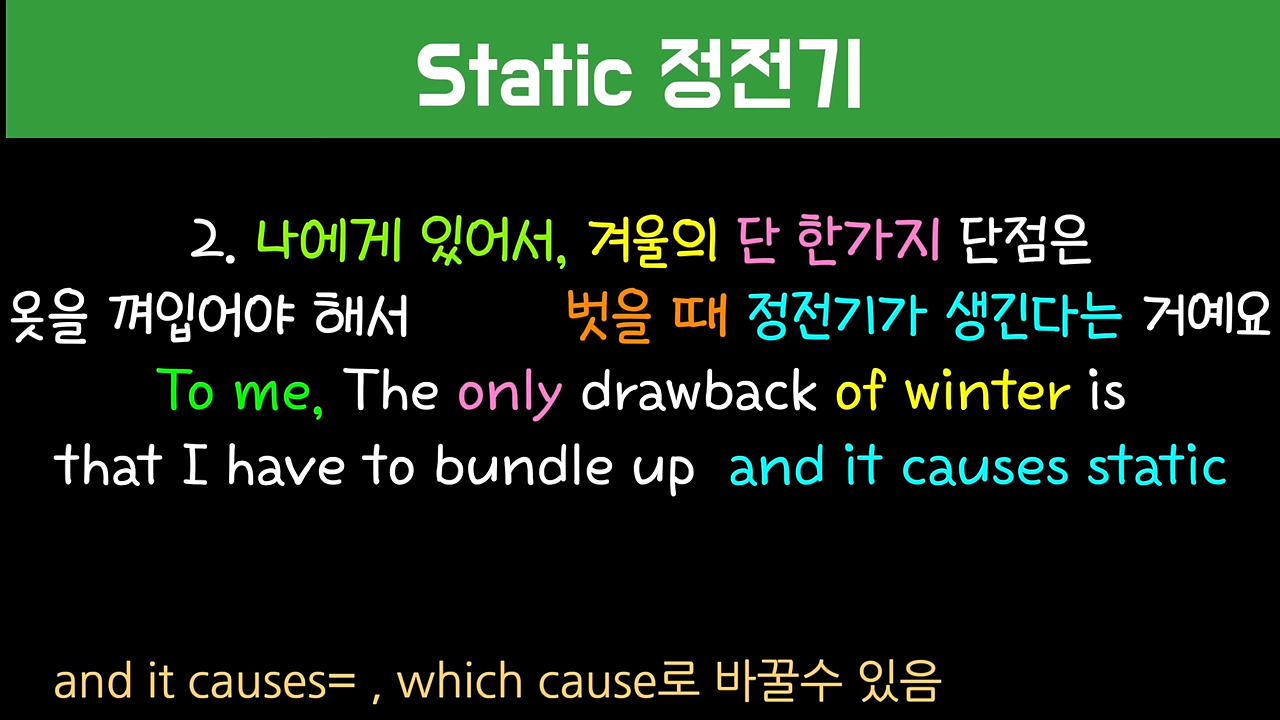 Static 정전기
2. 나에게 있어서, 겨울의 단 한가지 단점은
옷을 껴입어야 해서 벗을 때 정전기가 생긴다는 거예요
To me, The only drawback of winter is
that I have to bundle up and it causes static
and it causes= , which cause로 바꿀수 있음